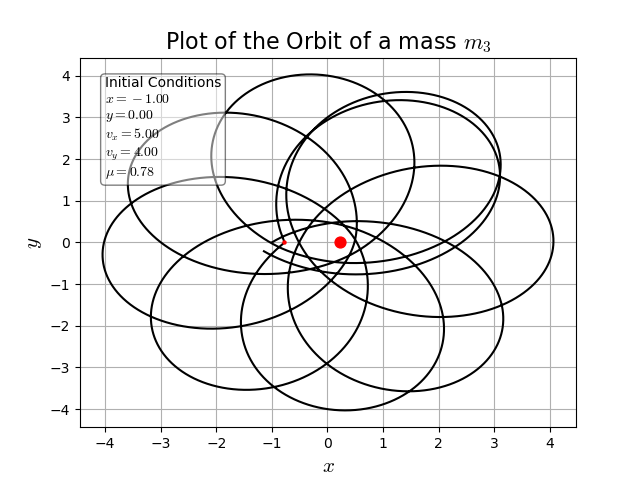 Plot of the Orbit of a mass m₃
Initial Conditions
x = −1.00
y = 0.00
vₓ = 5.00
v_y = 4.00
μ = 0.78
y
4
3
2
1
0
−1
−2
−3
−4
−4 −3 −2 −1 0 1 2 3 4
x